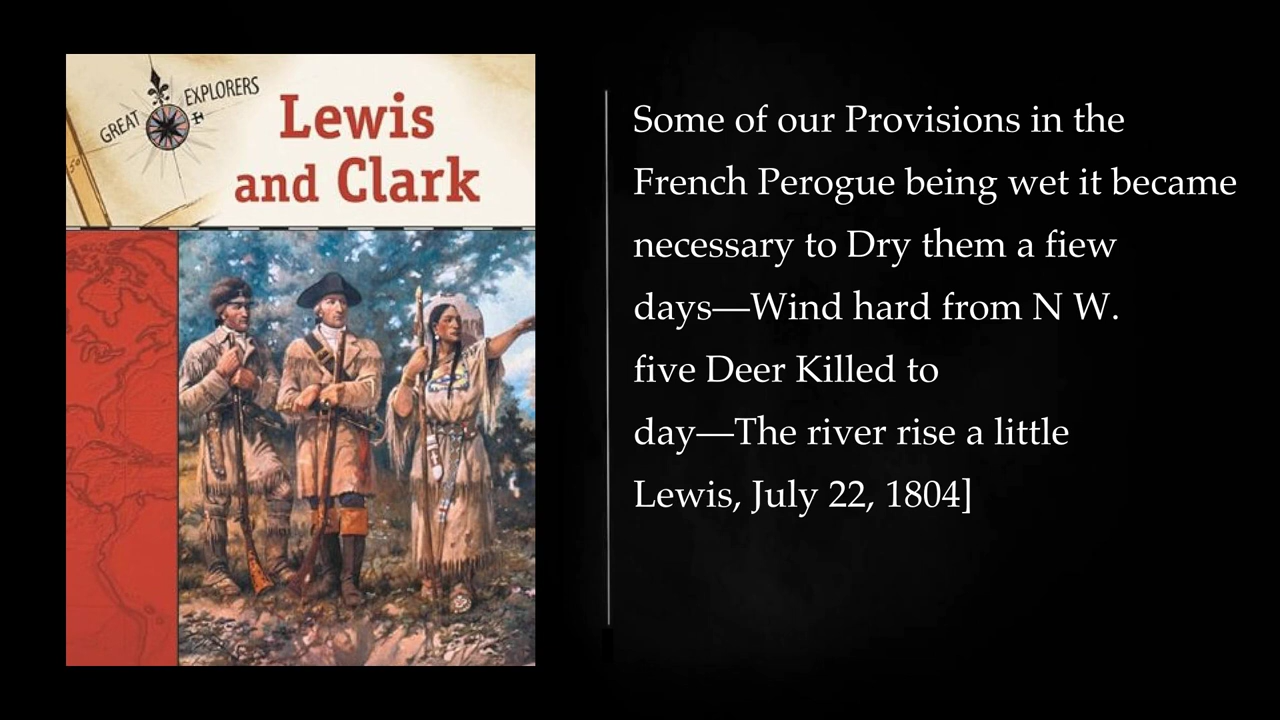 GREAT EXPLORERS
Lewis
and Clark
Some of our Provisions in the
French Perogue being wet it became
necessary to Dry them a fiew
days—Wind hard from N W.
five Deer Killed to
day—The river rise a little
Lewis, July 22, 1804]